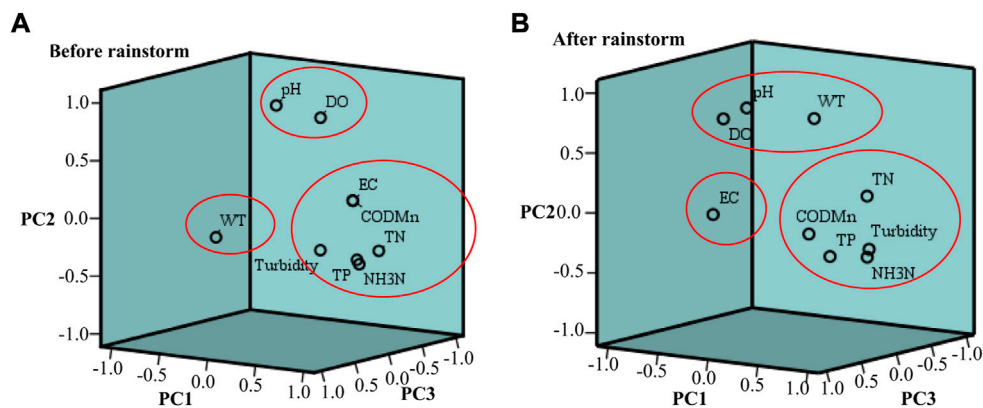 A
Before rainstorm
pH
DO
EC
CODMn
WT
TN
Turbidity
TP
NH3N
1.0
0.5
0.0
-0.5
-1.0
PC2
-1.0
-0.5
0.0
0.5
1.0
PC1
1.0
0.5
0.0
-0.5
-1.0
PC3
B
After rainstorm
pH
WT
DO
EC
TN
CODMn
Turbidity
TP
NH3N
1.0
0.5
0.0
-0.5
-1.0
PC2
-1.0
-0.5
0.0
0.5
1.0
PC1
1.0
0.5
0.0
-0.5
-1.0
PC3